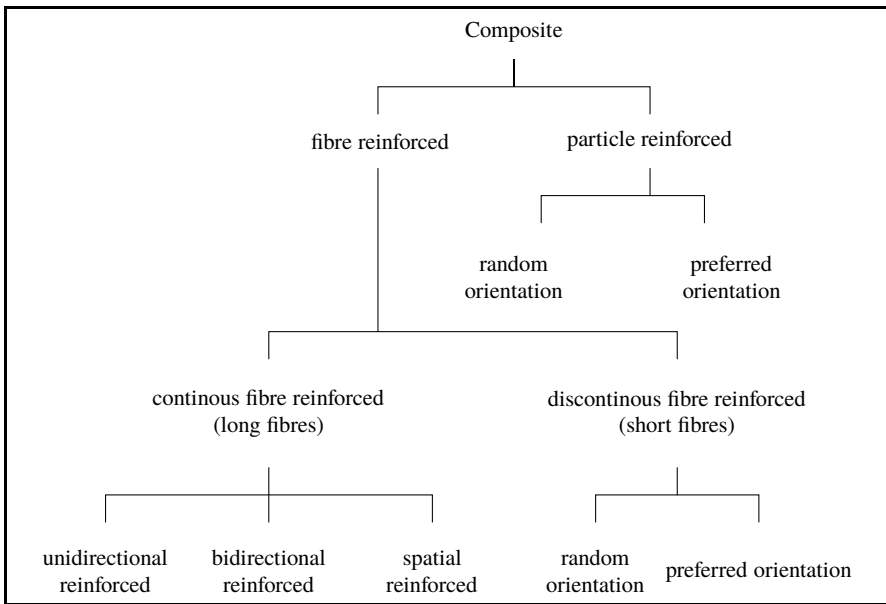 Composite
fibre reinforced
particle reinforced
random
orientation
preferred
orientation
continous fibre reinforced
(long fibres)
discontinous fibre reinforced
(short fibres)
unidirectional
reinforced
bidirectional
reinforced
spatial
reinforced
random
orientation
preferred orientation